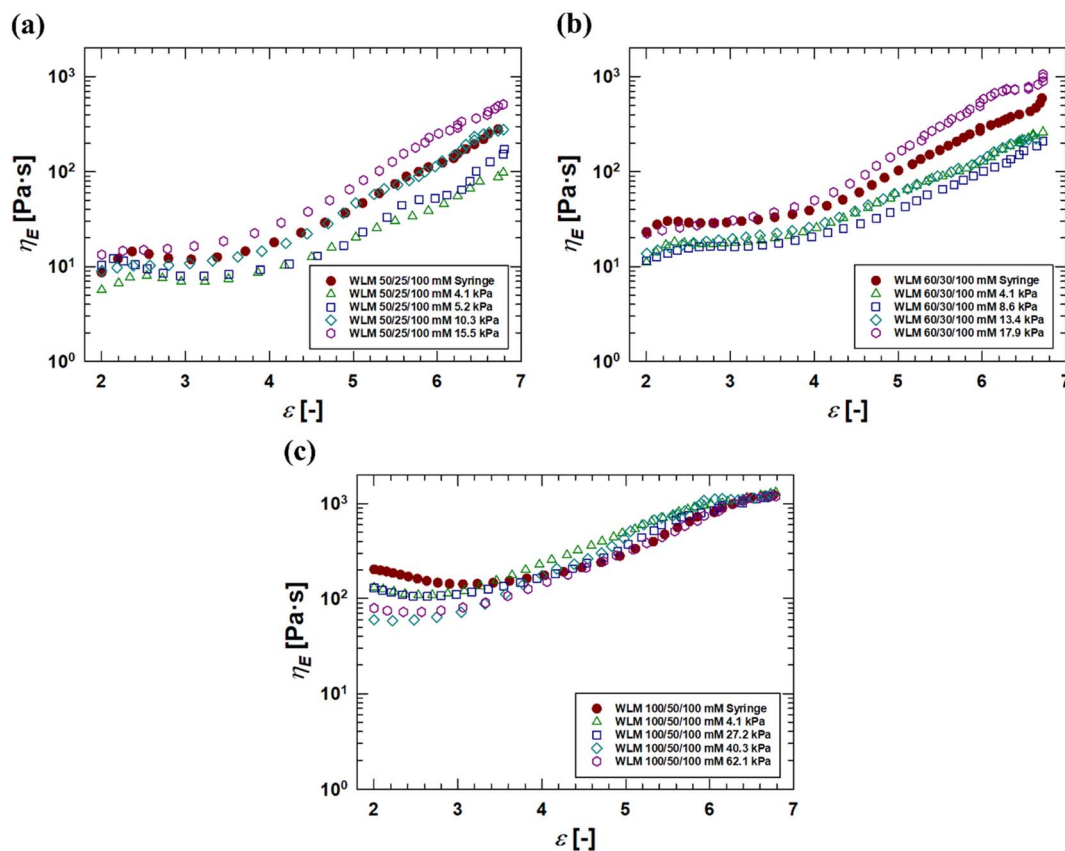 (a)
10³
10²
10¹
10⁰
η_E [Pa·s]
2 3 4 5 6 7
ε [-]
WLM 50/25/100 mM Syringe
WLM 50/25/100 mM 4.1 kPa
WLM 50/25/100 mM 5.2 kPa
WLM 50/25/100 mM 10.3 kPa
WLM 50/25/100 mM 15.5 kPa
(b)
10³
10²
10¹
10⁰
η_E [Pa·s]
2 3 4 5 6 7
ε [-]
WLM 60/30/100 mM Syringe
WLM 60/30/100 mM 4.1 kPa
WLM 60/30/100 mM 8.6 kPa
WLM 60/30/100 mM 13.4 kPa
WLM 60/30/100 mM 17.9 kPa
(c)
10³
10²
10¹
10⁰
η_E [Pa·s]
2 3 4 5 6 7
ε [-]
WLM 100/50/100 mM Syringe
WLM 100/50/100 mM 4.1 kPa
WLM 100/50/100 mM 27.2 kPa
WLM 100/50/100 mM 40.3 kPa
WLM 100/50/100 mM 62.1 kPa